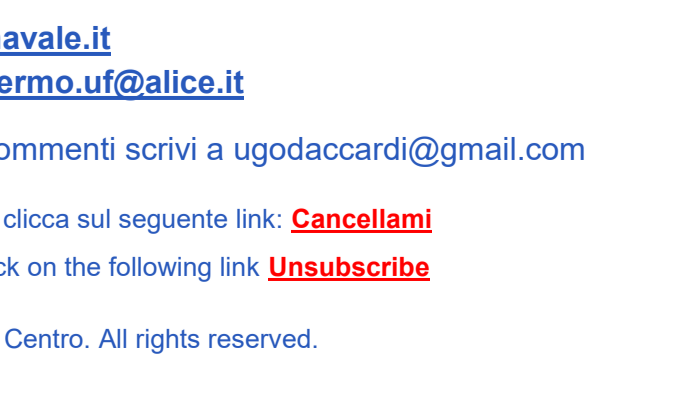 avale.it
ermo.uf@alice.it
ommenti scrivi a ugodaccardi@gmail.com
clicca sul seguente link: Cancellami
ck on the following link Unsubscribe
Centro. All rights reserved.